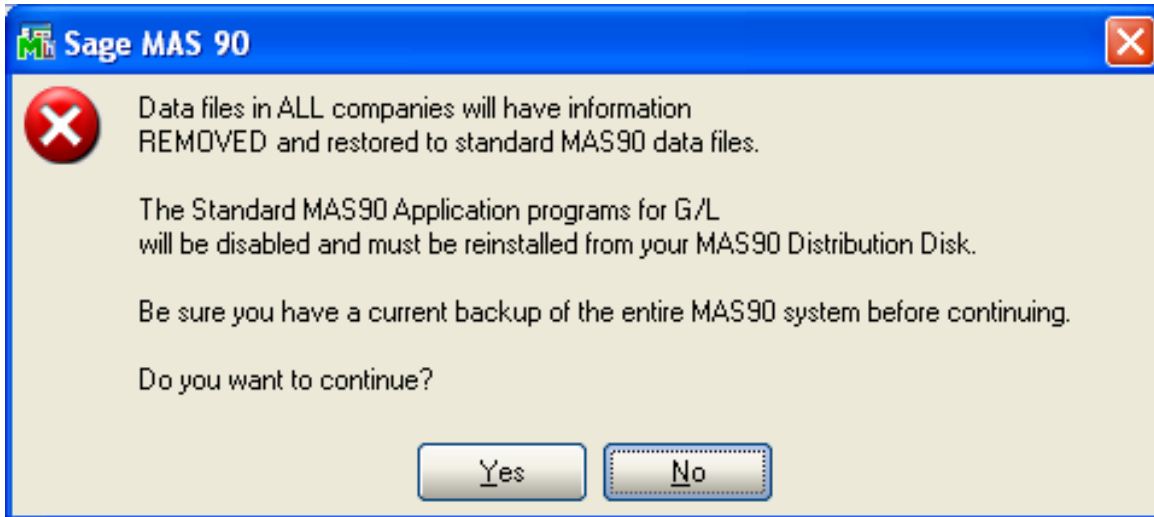 Sage MAS 90
Data files in ALL companies will have information
REMOVED and restored to standard MAS90 data files.
The Standard MAS90 Application programs for G/L
will be disabled and must be reinstalled from your MAS90 Distribution Disk.
Be sure you have a current backup of the entire MAS90 system before continuing.
Do you want to continue?
Yes
No